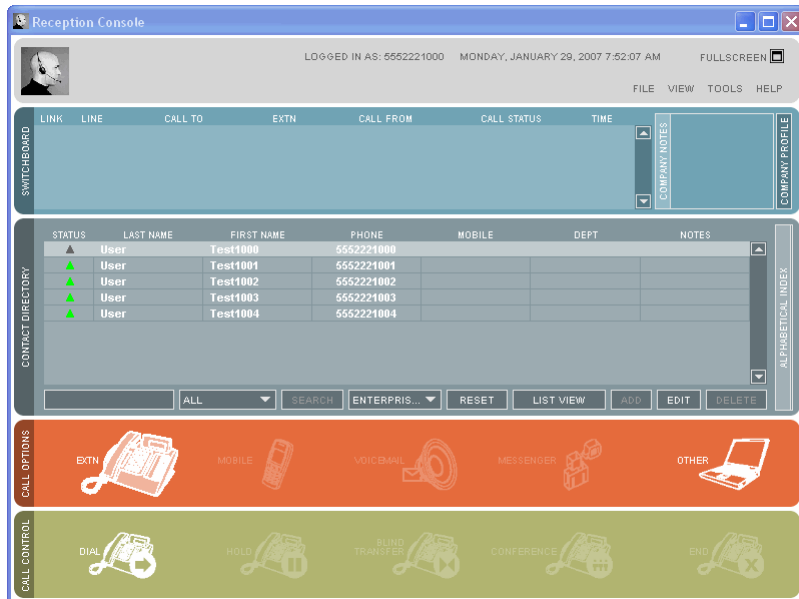 Reception Console
LOGGED IN AS: 5552221000 MONDAY, JANUARY 29, 2007 7:52:07 AM FULLSCREEN
FILE VIEW TOOLS HELP
SWITCHBOARD
LINK LINE CALL TO EXTN CALL FROM CALL STATUS TIME
COMPANY NOTES
COMPANY PROFILE
CONTACT DIRECTORY
STATUS LAST NAME FIRST NAME PHONE MOBILE DEPT NOTES
User Test1000 5552221000
User Test1001 5552221001
User Test1002 5552221002
User Test1003 5552221003
User Test1004 5552221004
ALPHABETICAL INDEX
ALL SEARCH ENTERPRIS... RESET LIST VIEW ADD EDIT DELETE
CALL OPTIONS
EXTN MOBILE VOICEMAIL MESSENGER OTHER
CALL CONTROL
DIAL HOLD BLIND TRANSFER CONFERENCE END